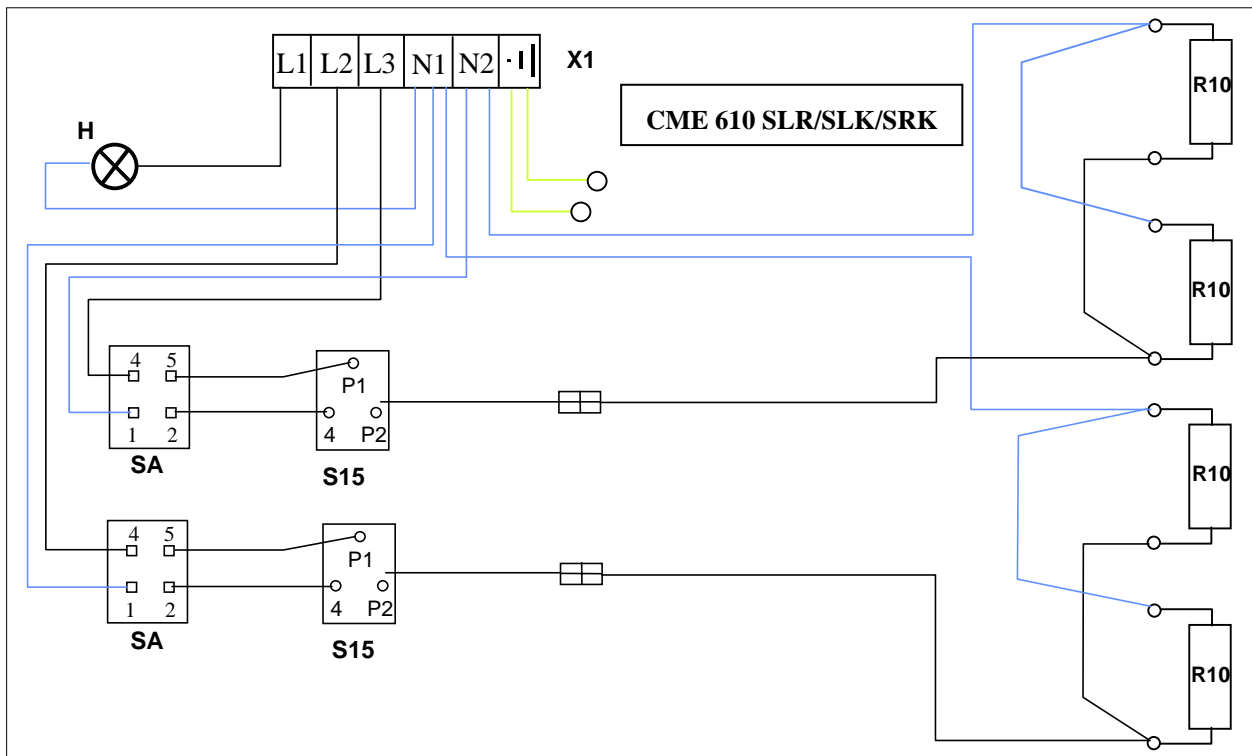 L1 L2 L3 N1 N2 X1
CME 610 SLR/SLK/SRK
H
R10
R10
4 5
1 2
SA
P1
4 P2
S15
R10
4 5
1 2
SA
P1
4 P2
S15
R10